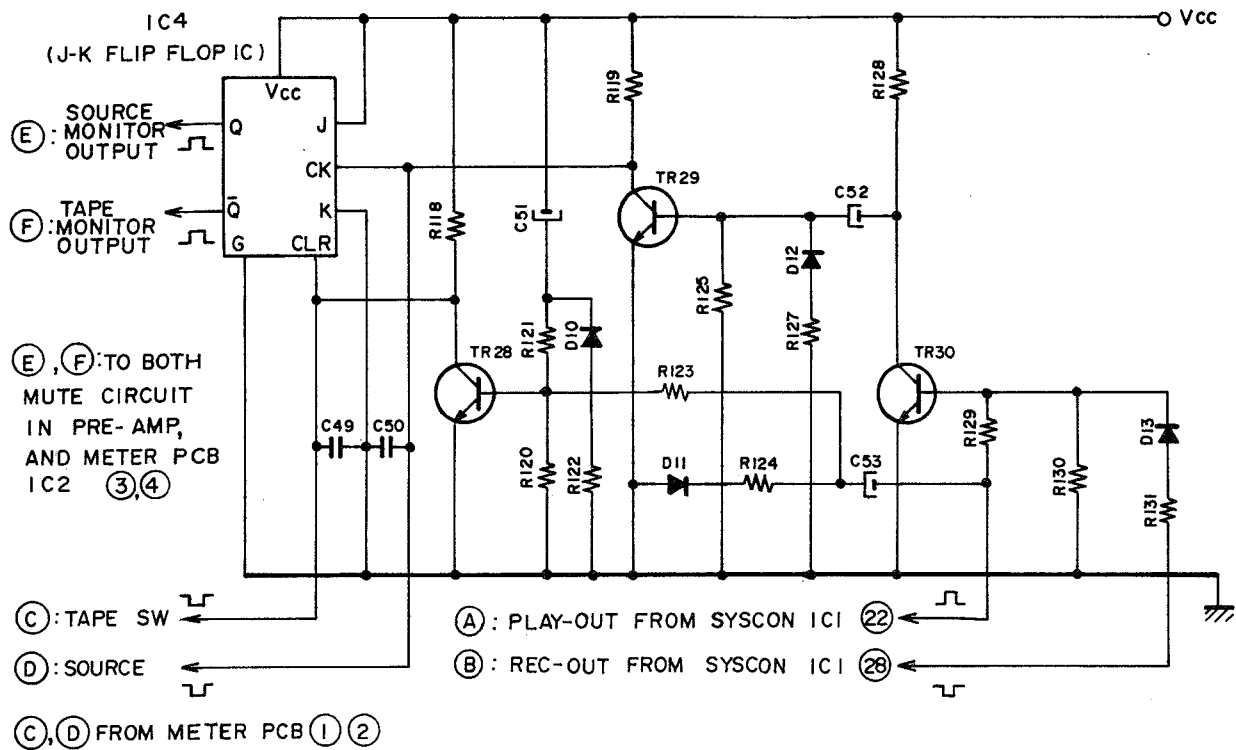 IC4
(J-K FLIP FLOP IC)
Vcc
Vcc
Q
J
CK
Q̄
K
G
CLR
Ⓔ: SOURCE
MONITOR
OUTPUT
Ⓕ: TAPE
MONITOR
OUTPUT
R118
C51
R119
R128
TR29
C52
D12
R125
R127
R121
D10
TR28
R123
TR30
R129
D13
C49
C50
R120
R122
D11
R124
C53
R130
R131
Ⓔ, Ⓕ: TO BOTH
MUTE CIRCUIT
IN PRE-AMP,
AND METER PCB
IC2 ③,④
Ⓒ: TAPE SW
Ⓓ: SOURCE
Ⓐ: PLAY-OUT FROM SYSCON IC1 ㉒
Ⓑ: REC-OUT FROM SYSCON IC1 ㉘
Ⓒ,Ⓓ FROM METER PCB ① ②